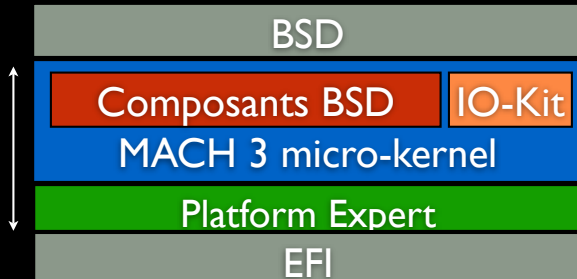 BSD
Composants BSD IO-Kit
MACH 3 micro-kernel
Platform Expert
EFI